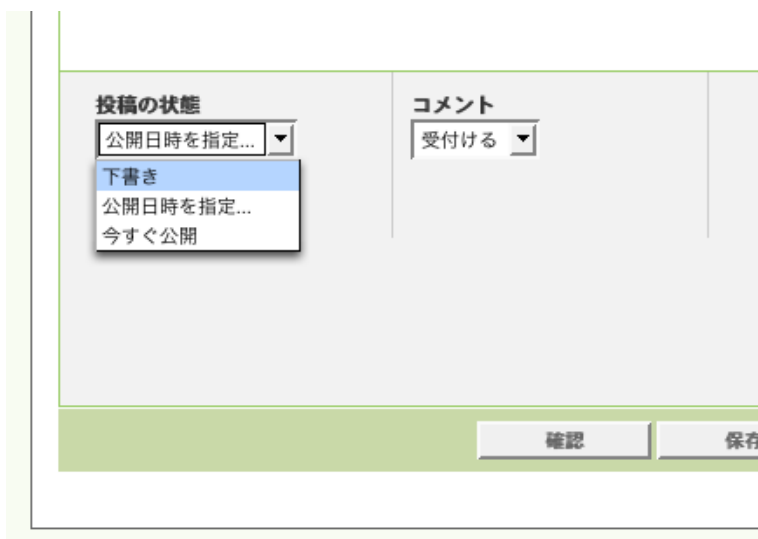 投稿の状態
公開日時を指定...
下書き
公開日時を指定...
今すぐ公開
コメント
受付ける
確認
保存